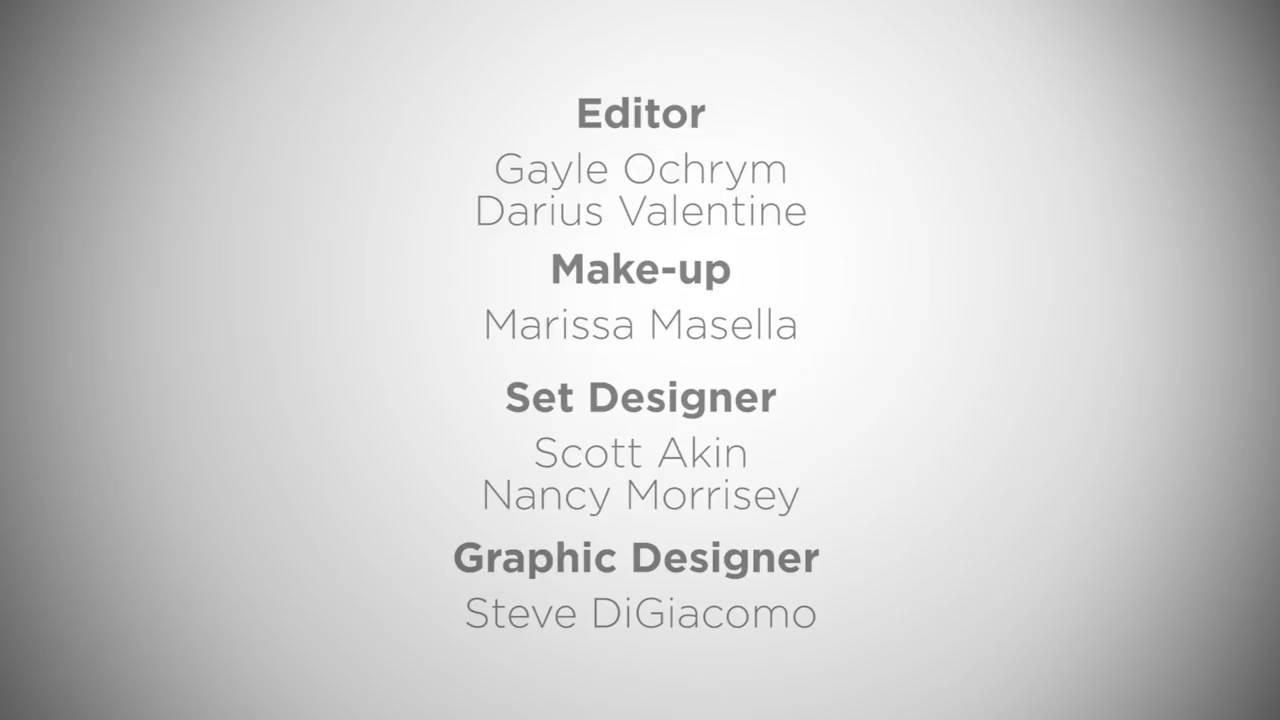 Editor
Gayle Ochrym
Darius Valentine
Make-up
Marissa Masella
Set Designer
Scott Akin
Nancy Morrisey
Graphic Designer
Steve DiGiacomo